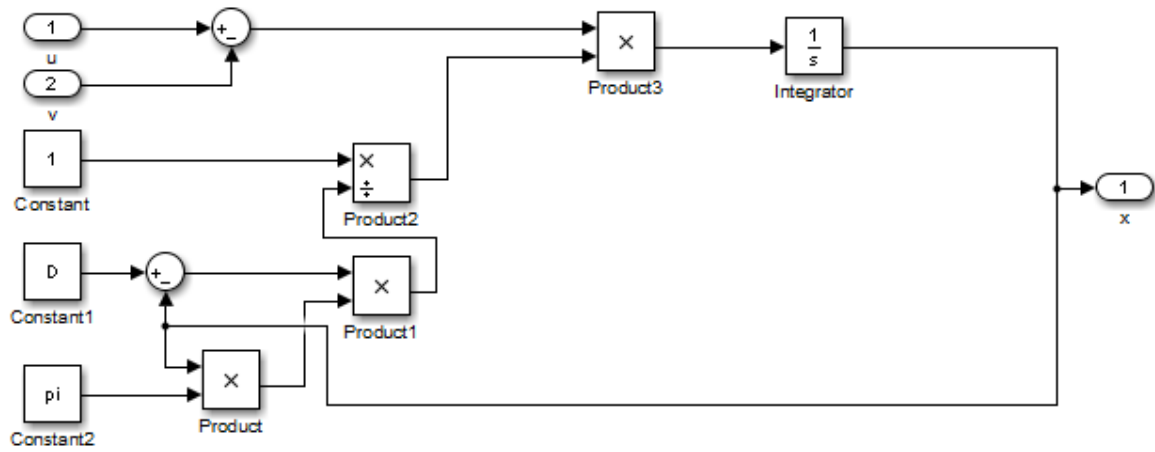 1
u
2
v
+
−
×
Product3
1
s
Integrator
1
Constant
×
÷
Product2
1
x
D
Constant1
+
−
×
Product1
pi
Constant2
×
Product